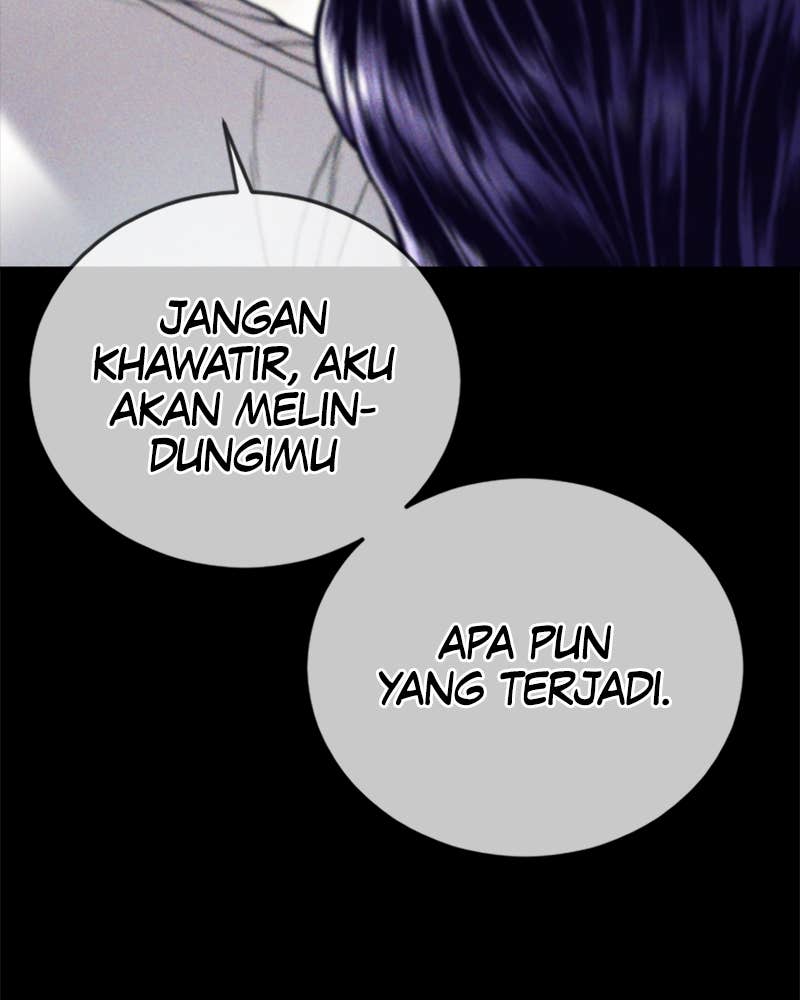 JANGAN
KHAWATIR, AKU
AKAN MELIN-
DUNGIMU
APA PUN
YANG TERJADI.